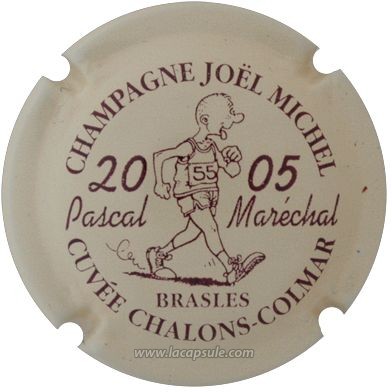 CHAMPAGNE JOËL MICHEL
20 05
55
Pascal Maréchal
BRASLES
CUVÉE CHALONS-COLMAR
www.lacapsule.com